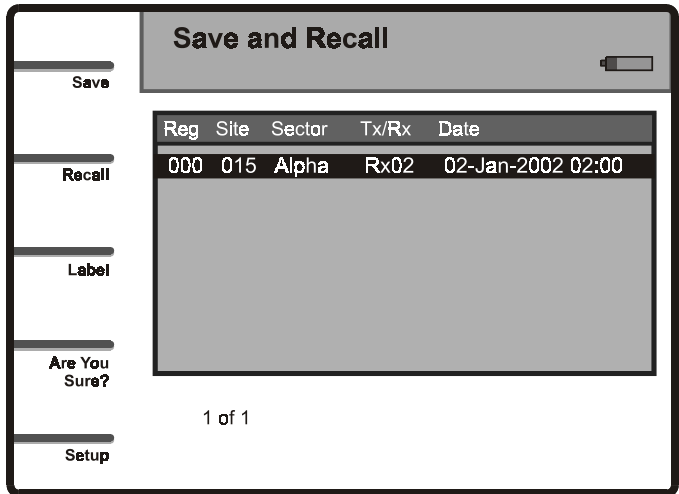 Save and Recall
Save
Recall
Label
Are You
Sure?
Setup
Reg Site Sector Tx/Rx Date
000 015 Alpha Rx02 02-Jan-2002 02:00
1 of 1